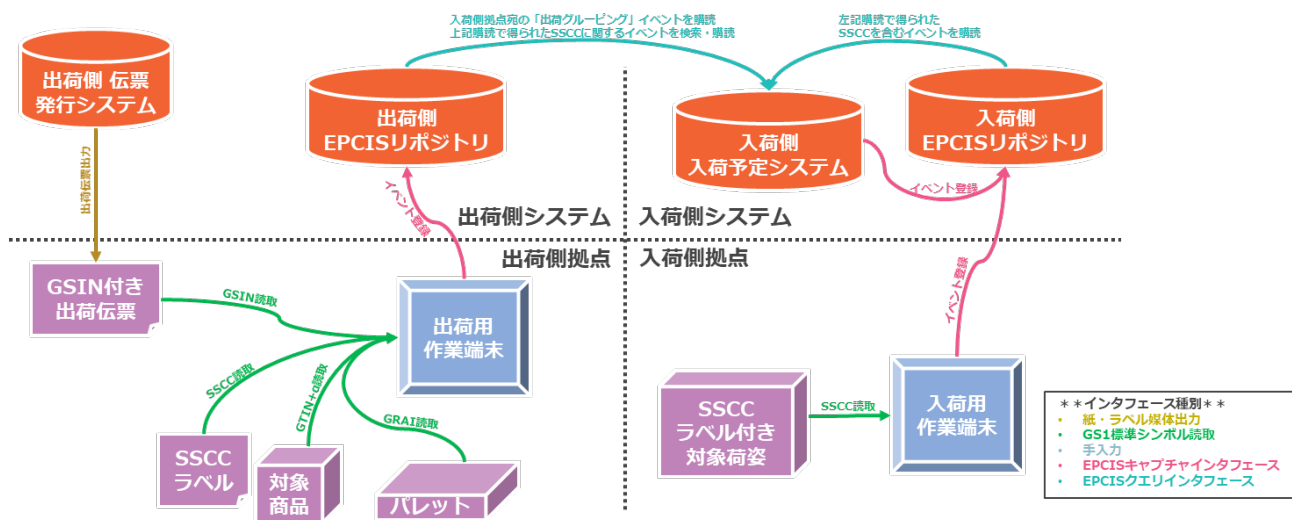 入荷側拠点宛の「出荷グルーピング」イベントを購読
上記購読で得られたSSCCに関するイベントを検索・購読
左記購読で得られた
SSCCを含むイベントを購読
出荷側 伝票
発行システム
出荷側
EPCISリポジトリ
入荷側
入荷予定システム
入荷側
EPCISリポジトリ
出荷伝票出力
イベント登録
イベント登録
出荷側システム
入荷側システム
出荷側拠点
入荷側拠点
GSIN付き
出荷伝票
GSIN読取
出荷用
作業端末
イベント登録
SSCC読取
GTIN+α読取
GRAI読取
SSCC
ラベル
対象
商品
パレット
SSCC
ラベル付き
対象荷姿
SSCC読取
入荷用
作業端末
＊＊インタフェース種別＊＊
• 紙・ラベル媒体出力
• GS1標準シンボル読取
• 手入力
• EPCISキャプチャインタフェース
• EPCISクエリインタフェース